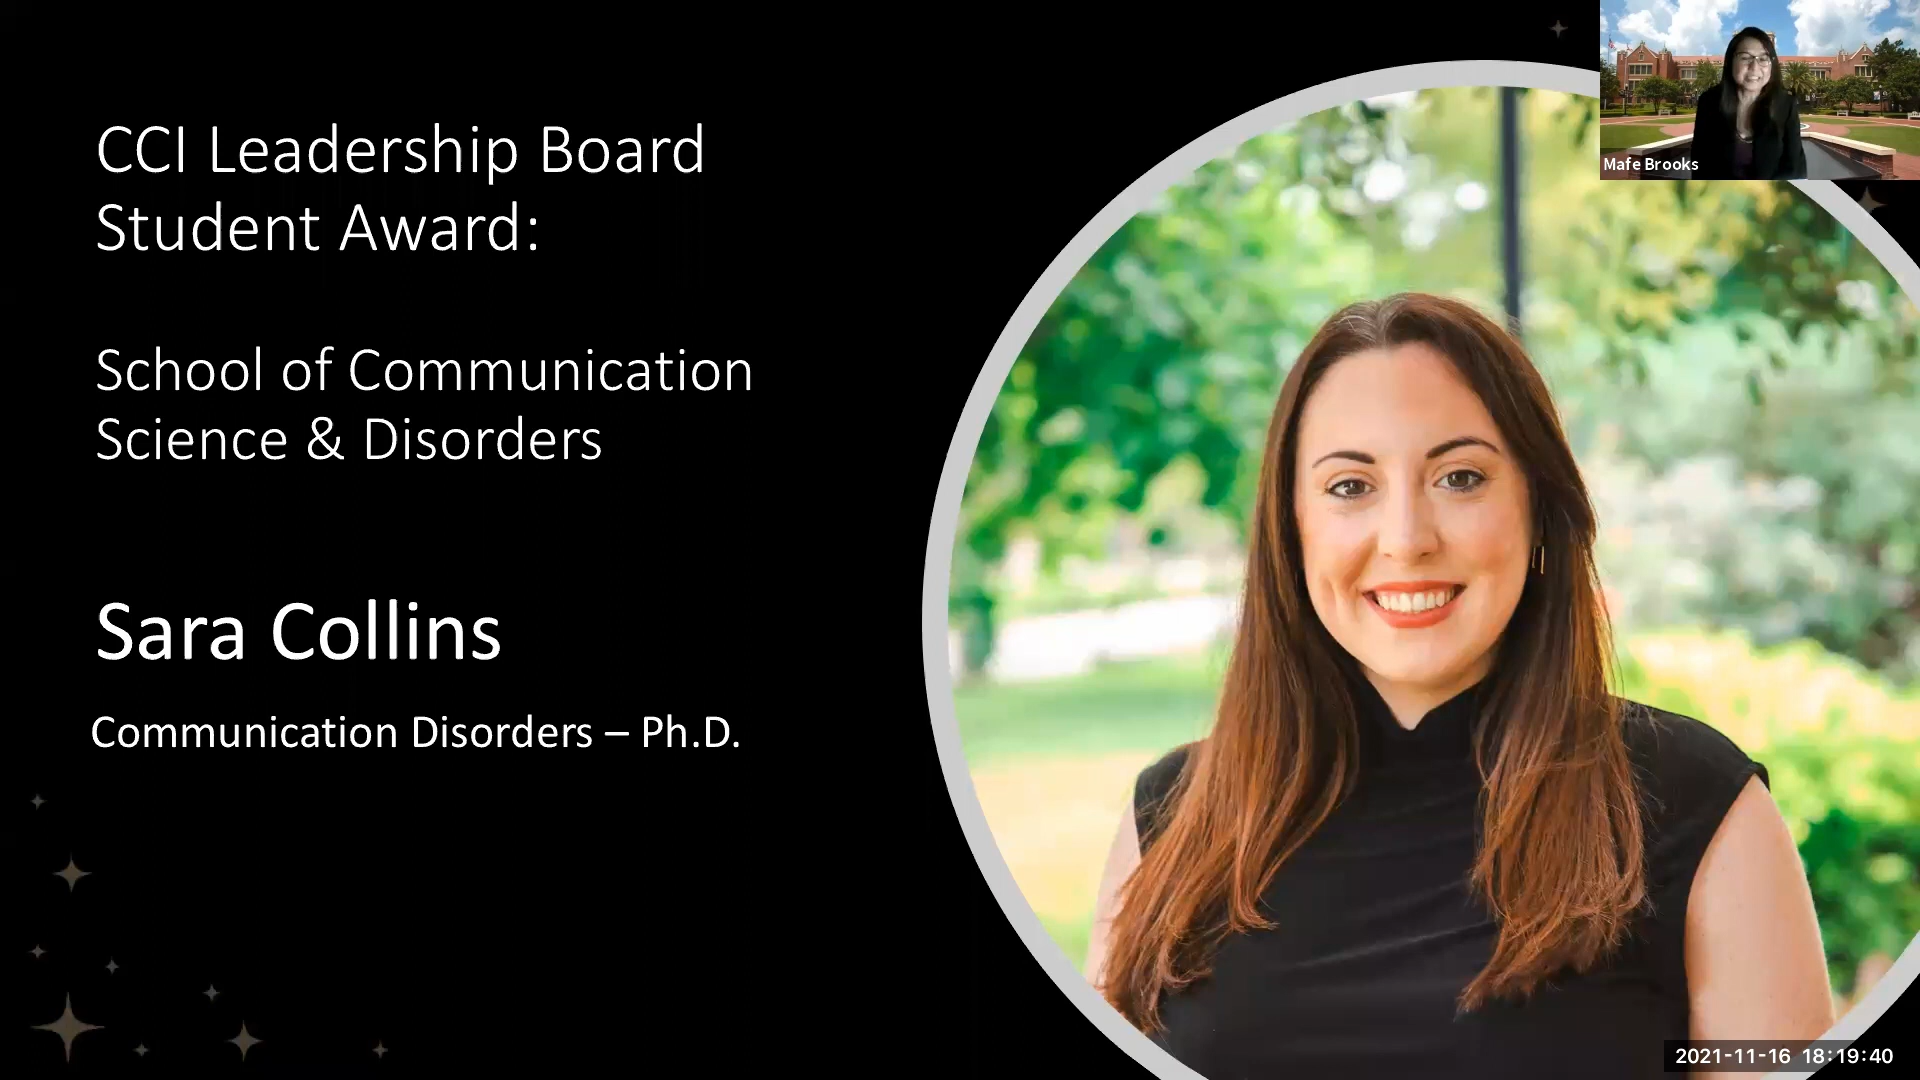 CCI Leadership Board
Student Award:
School of Communication
Science & Disorders
Sara Collins
Communication Disorders – Ph.D.
Mafe Brooks
2021-11-16 18:19:40